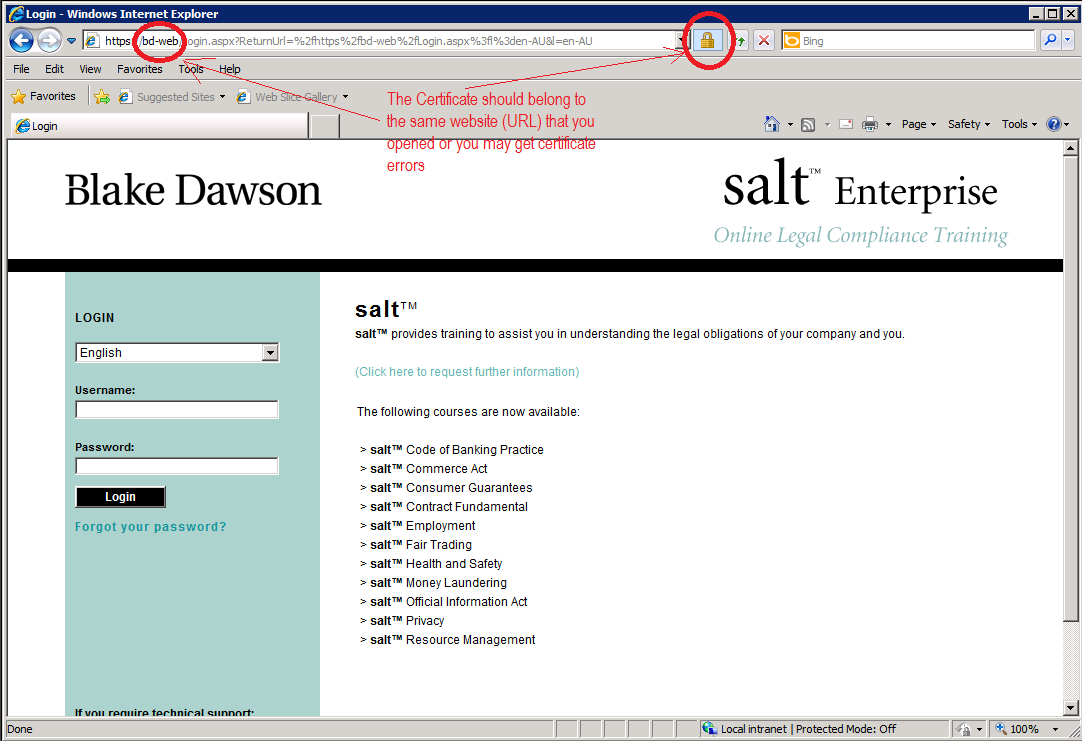 Login - Windows Internet Explorer
https://bd-web/Login.aspx?ReturnUrl=%2fhttps%2fbd-web%2fLogin.aspx%3fl%3den-AU&l=en-AU
Bing
File Edit View Favorites Tools Help
Favorites Suggested Sites Web Slice Gallery
Login
Page Safety Tools
The Certificate should belong to
the same website (URL) that you
opened or you may get certificate
errors
Blake Dawson
salt™ Enterprise
Online Legal Compliance Training
LOGIN
English
Username:
Password:
Login
Forgot your password?
If you require technical support:
salt™
salt™ provides training to assist you in understanding the legal obligations of your company and you.
(Click here to request further information)
The following courses are now available:
> salt™ Code of Banking Practice
> salt™ Commerce Act
> salt™ Consumer Guarantees
> salt™ Contract Fundamental
> salt™ Employment
> salt™ Fair Trading
> salt™ Health and Safety
> salt™ Money Laundering
> salt™ Official Information Act
> salt™ Privacy
> salt™ Resource Management
Done
Local intranet | Protected Mode: Off
100%